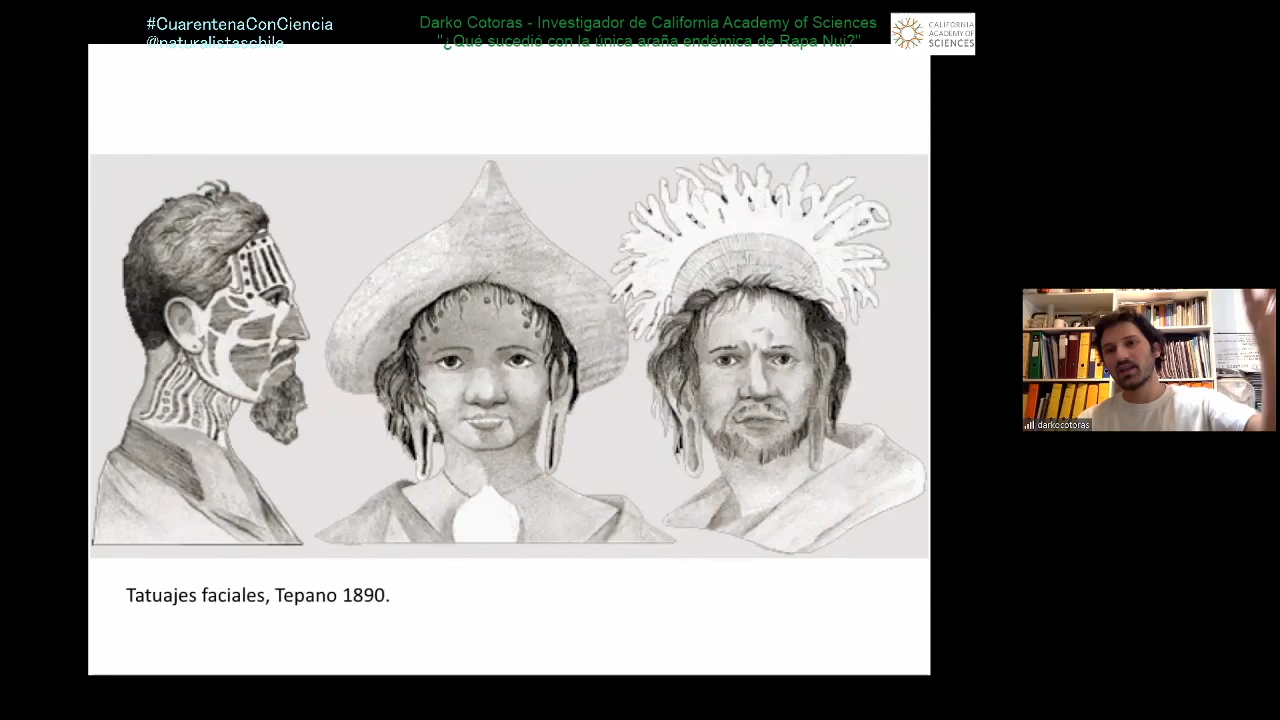 #CuarentenaConCiencia
@naturalistaschile
Darko Cotoras - Investigador de California Academy of Sciences
"¿Qué sucedió con la única araña endémica de Rapa Nui?"
CALIFORNIA
ACADEMY OF
SCIENCES
darkocotoras
Tatuajes faciales, Tepano 1890.